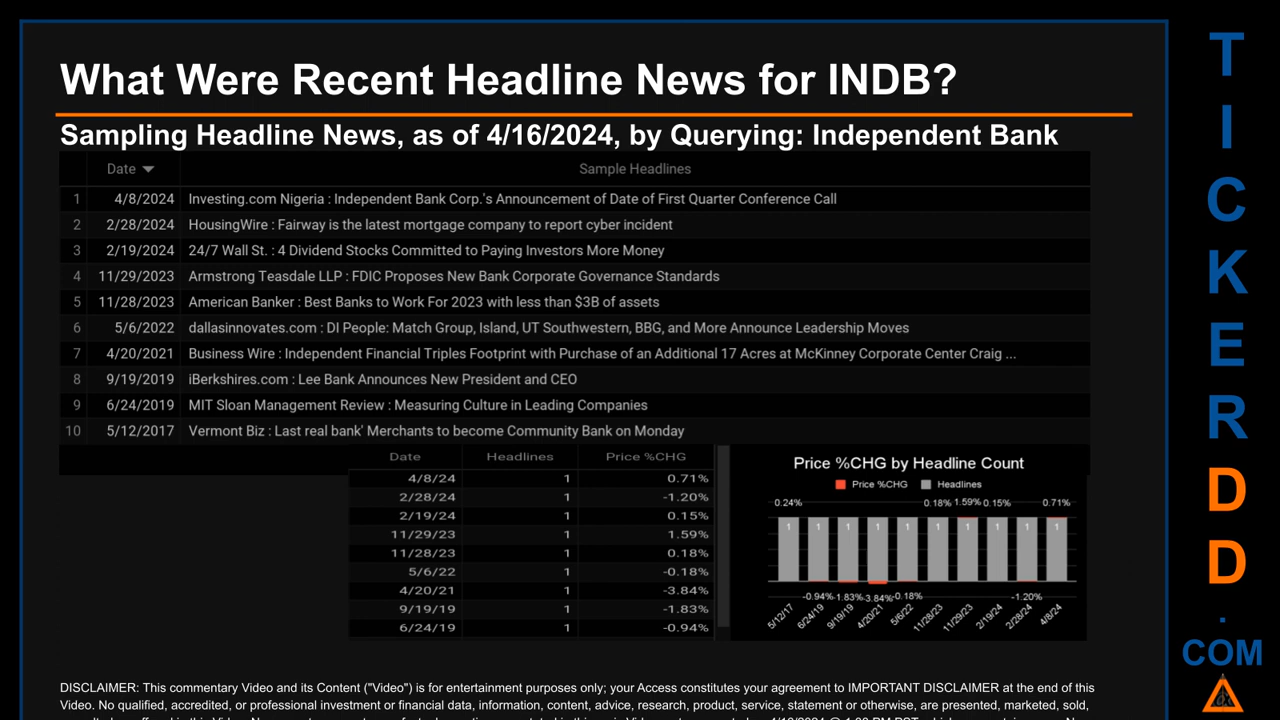 What Were Recent Headline News for INDB?
Sampling Headline News, as of 4/16/2024, by Querying: Independent Bank
Date Sample Headlines
1 4/8/2024 Investing.com Nigeria : Independent Bank Corp.'s Announcement of Date of First Quarter Conference Call
2 2/28/2024 HousingWire : Fairway is the latest mortgage company to report cyber incident
3 2/19/2024 24/7 Wall St. : 4 Dividend Stocks Committed to Paying Investors More Money
4 11/29/2023 Armstrong Teasdale LLP : FDIC Proposes New Bank Corporate Governance Standards
5 11/28/2023 American Banker : Best Banks to Work For 2023 with less than $3B of assets
6 5/6/2022 dallasinnovates.com : DI People: Match Group, Island, UT Southwestern, BBG, and More Announce Leadership Moves
7 4/20/2021 Business Wire : Independent Financial Triples Footprint with Purchase of an Additional 17 Acres at McKinney Corporate Center Craig ...
8 9/19/2019 iBerkshires.com : Lee Bank Announces New President and CEO
9 6/24/2019 MIT Sloan Management Review : Measuring Culture in Leading Companies
10 5/12/2017 Vermont Biz : Last real bank' Merchants to become Community Bank on Monday
Date Headlines Price %CHG
4/8/24 1 0.71%
2/28/24 1 -1.20%
2/19/24 1 0.15%
11/29/23 1 1.59%
11/28/23 1 0.18%
5/6/22 1 -0.18%
4/20/21 1 -3.84%
9/19/19 1 -1.83%
6/24/19 1 -0.94%
Price %CHG by Headline Count
Price %CHG Headlines
0.24% 0.18% 1.59% 0.15% 0.71%
1 1 1 1 1 1 1 1 1 1
-0.94% -1.83% -3.84% -0.18% -1.20%
5/12/17 6/24/19 9/19/19 4/20/21 5/6/22 11/28/23 11/29/23 2/19/24 2/28/24 4/8/24
DISCLAIMER: This commentary Video and its Content ("Video") is for entertainment purposes only; your Access constitutes your agreement to IMPORTANT DISCLAIMER at the end of this
Video. No qualified, accredited, or professional investment or financial data, information, content, advice, research, product, service, statement or otherwise, are presented, marketed, sold,
T
I
C
K
E
R
D
D
.
COM